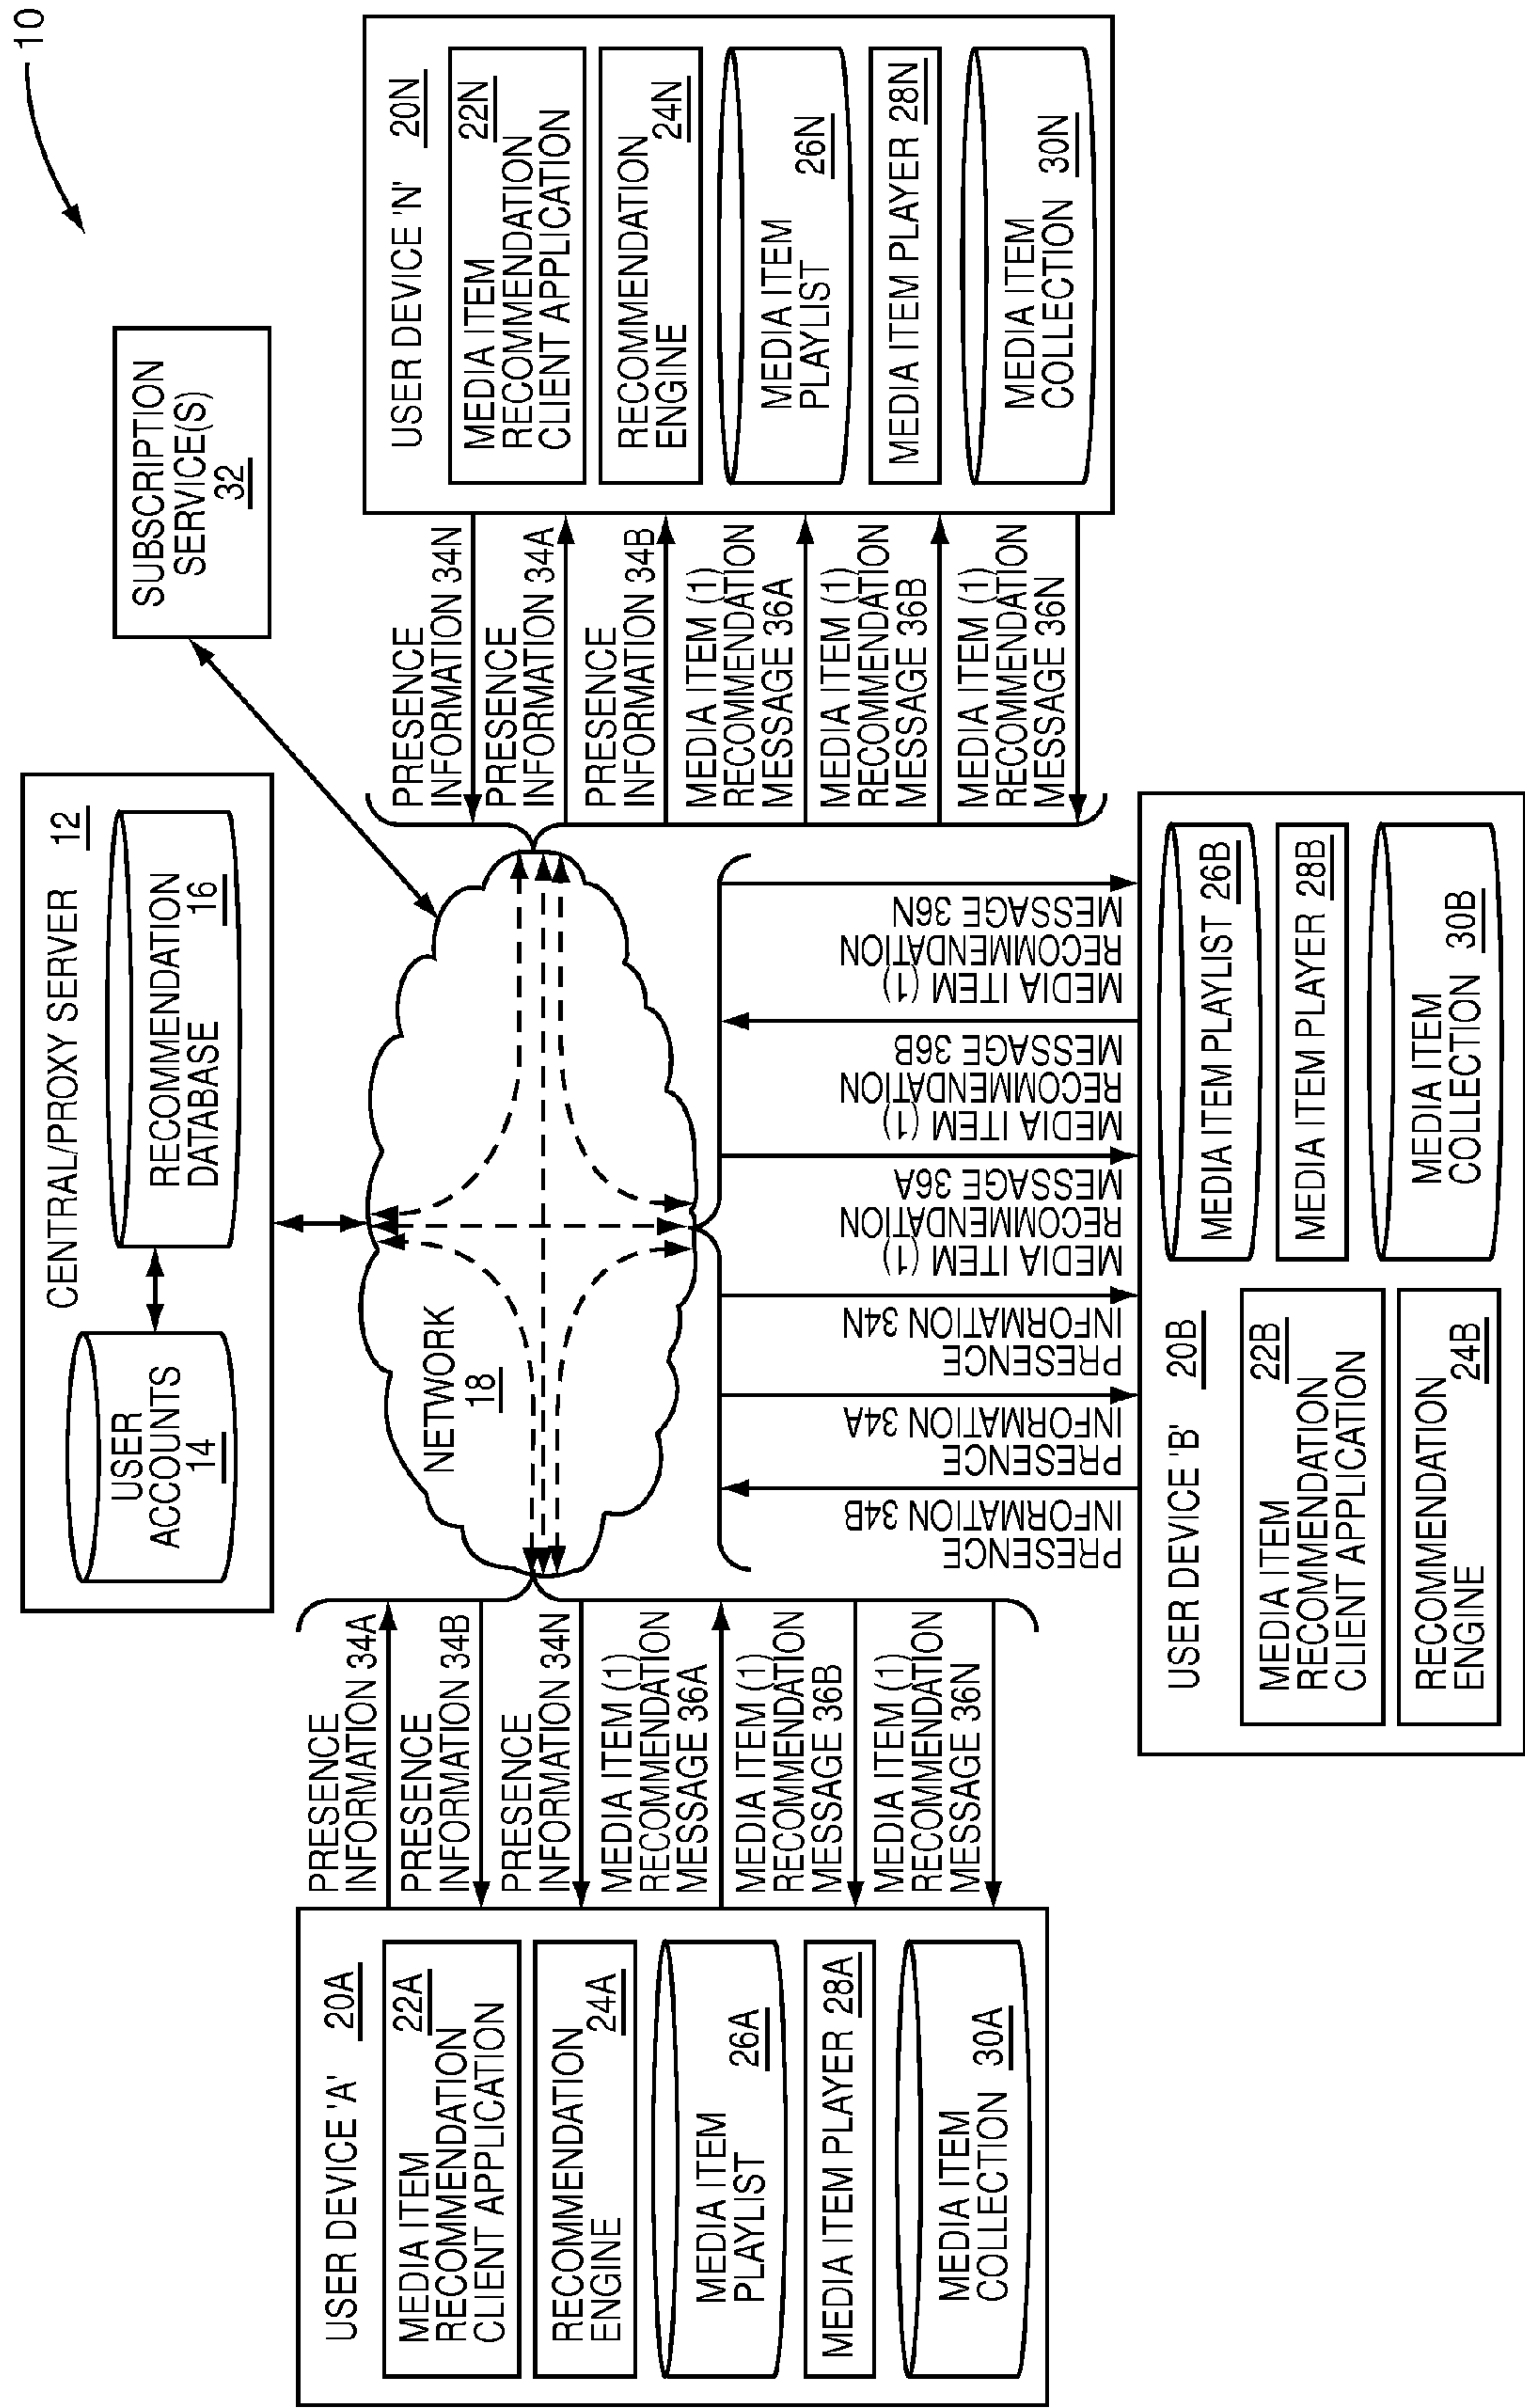 10
CENTRAL/PROXY SERVER 12
USER
ACCOUNTS
14
RECOMMENDATION
DATABASE 16
SUBSCRIPTION
SERVICE(S)
32
NETWORK
18
USER DEVICE 'A' 20A
MEDIA ITEM 22A
RECOMMENDATION
CLIENT APPLICATION
RECOMMENDATION
ENGINE 24A
MEDIA ITEM
PLAYLIST 26A
MEDIA ITEM PLAYER 28A
MEDIA ITEM
COLLECTION 30A
PRESENCE
INFORMATION 34A
PRESENCE
INFORMATION 34B
PRESENCE
INFORMATION 34N
MEDIA ITEM (1)
RECOMMENDATION
MESSAGE 36A
MEDIA ITEM (1)
RECOMMENDATION
MESSAGE 36B
MEDIA ITEM (1)
RECOMMENDATION
MESSAGE 36N
PRESENCE
INFORMATION 34B
PRESENCE
INFORMATION 34A
PRESENCE
INFORMATION 34N
MEDIA ITEM (1)
RECOMMENDATION
MESSAGE 36A
MEDIA ITEM (1)
RECOMMENDATION
MESSAGE 36B
MEDIA ITEM (1)
RECOMMENDATION
MESSAGE 36N
PRESENCE
INFORMATION 34N
PRESENCE
INFORMATION 34A
PRESENCE
INFORMATION 34B
MEDIA ITEM (1)
RECOMMENDATION
MESSAGE 36A
MEDIA ITEM (1)
RECOMMENDATION
MESSAGE 36B
MEDIA ITEM (1)
RECOMMENDATION
MESSAGE 36N
USER DEVICE 'N' 20N
MEDIA ITEM 22N
RECOMMENDATION
CLIENT APPLICATION
RECOMMENDATION
ENGINE 24N
MEDIA ITEM
PLAYLIST 26N
MEDIA ITEM PLAYER 28N
MEDIA ITEM
COLLECTION 30N
USER DEVICE 'B' 20B
MEDIA ITEM 22B
RECOMMENDATION
CLIENT APPLICATION
RECOMMENDATION
ENGINE 24B
MEDIA ITEM PLAYLIST 26B
MEDIA ITEM PLAYER 28B
MEDIA ITEM
COLLECTION 30B